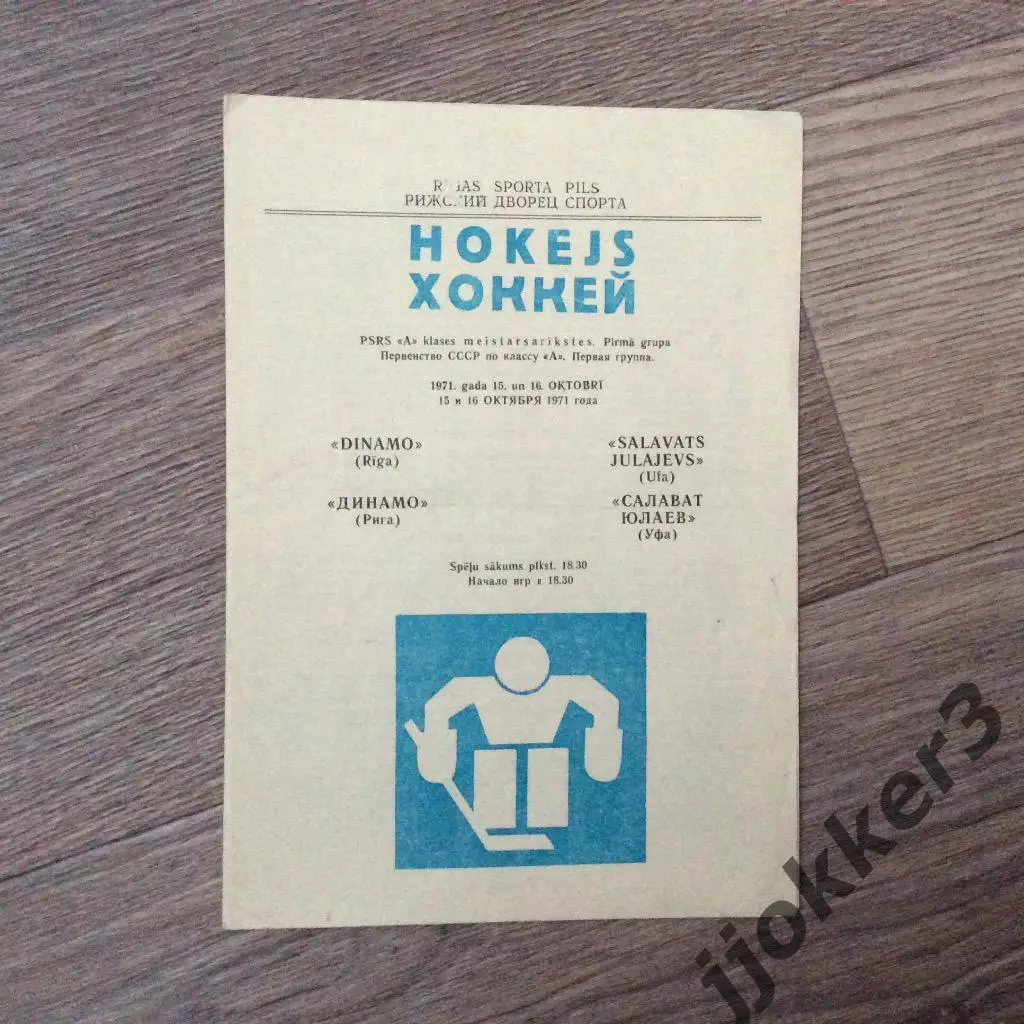 RĪGAS SPORTA PILS
РИЖСКИЙ ДВОРЕЦ СПОРТА
HOKEJS
ХОККЕЙ
PSRS «A» klases meistarsarīkstes. Pirmā grupa
Первенство СССР по классу «А». Первая группа.
1971. gada 15. un 16. OKTOBRĪ
15 и 16 ОКТЯБРЯ 1971 года
«DINAMO»
(Rīga)
«SALAVATS
JULAJEVS»
(Ufa)
«ДИНАМО»
(Рига)
«САЛАВАТ
ЮЛАЕВ»
(Уфа)
Spēļu sākums plkst. 18.30
Начало игр в 18.30
jjokker3